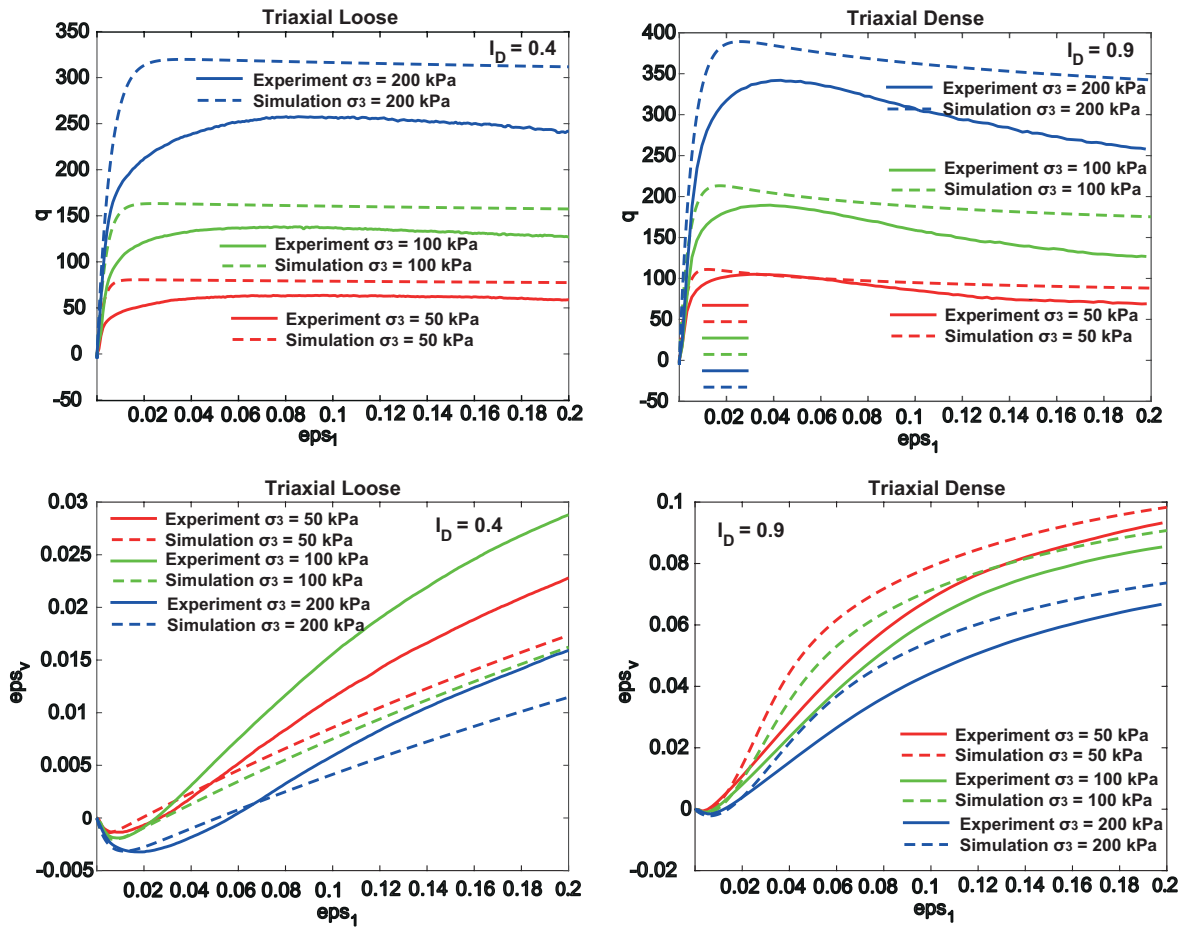 Triaxial Loose
350
300
250
200
150
100
50
0
-50
q
I_D = 0.4
Experiment σ3 = 200 kPa
Simulation σ3 = 200 kPa
Experiment σ3 = 100 kPa
Simulation σ3 = 100 kPa
Experiment σ3 = 50 kPa
Simulation σ3 = 50 kPa
0.02 0.04 0.06 0.08 0.1 0.12 0.14 0.16 0.18 0.2
eps_1
Triaxial Dense
400
350
300
250
200
150
100
50
0
-50
q
I_D = 0.9
Experiment σ3 = 200 kPa
Simulation σ3 = 200 kPa
Experiment σ3 = 100 kPa
Simulation σ3 = 100 kPa
Experiment σ3 = 50 kPa
Simulation σ3 = 50 kPa
0.02 0.04 0.06 0.08 0.1 0.12 0.14 0.16 0.18 0.2
eps_1
Triaxial Loose
0.03
0.025
0.02
0.015
0.01
0.005
0
-0.005
eps_v
Experiment σ3 = 50 kPa
Simulation σ3 = 50 kPa
Experiment σ3 = 100 kPa
Simulation σ3 = 100 kPa
Experiment σ3 = 200 kPa
Simulation σ3 = 200 kPa
I_D = 0.4
0.02 0.04 0.06 0.08 0.1 0.12 0.14 0.16 0.18 0.2
eps_1
Triaxial Dense
0.1
0.08
0.06
0.04
0.02
0
-0.02
eps_v
I_D = 0.9
Experiment σ3 = 50 kPa
Simulation σ3 = 50 kPa
Experiment σ3 = 100 kPa
Simulation σ3 = 100 kPa
Experiment σ3 = 200 kPa
Simulation σ3 = 200 kPa
0.02 0.04 0.06 0.08 0.1 0.12 0.14 0.16 0.18 0.2
eps_1